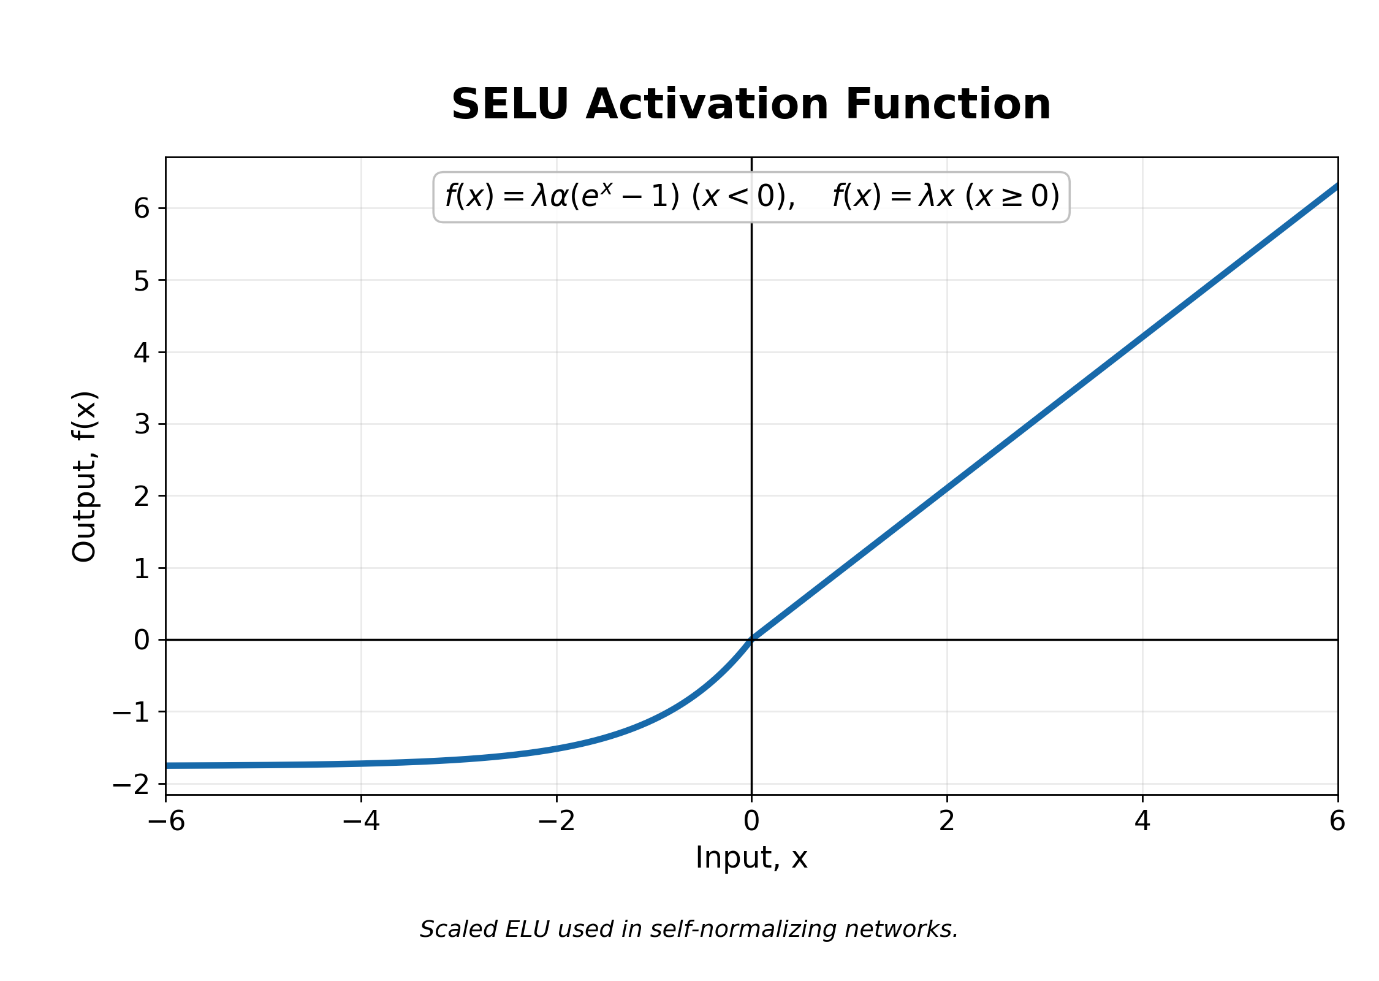 SELU Activation Function
f(x) = λα(eˣ − 1) (x < 0),    f(x) = λx (x ≥ 0)
6
5
4
3
2
1
0
−1
−2
Output, f(x)
−6 −4 −2 0 2 4 6
Input, x
Scaled ELU used in self-normalizing networks.